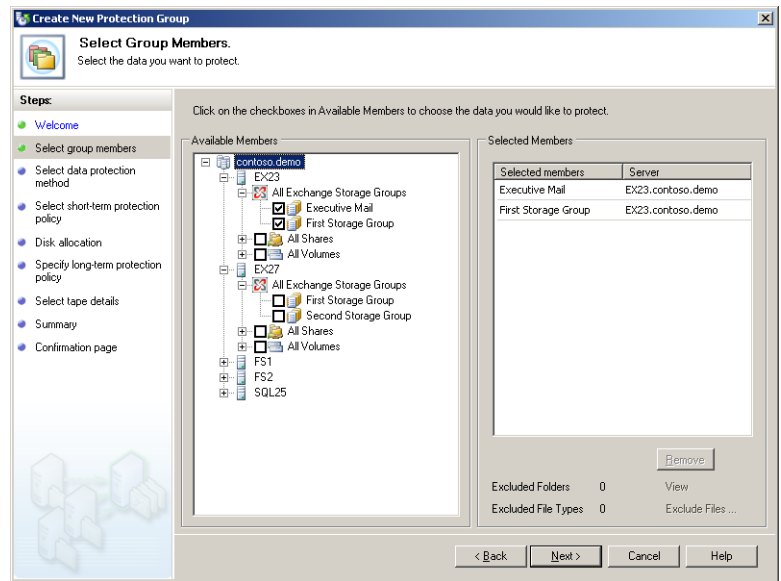 Create New Protection Group
Select Group Members.
Select the data you want to protect.
Steps:
Welcome
Select group members
Select data protection
method
Select short-term protection
policy
Disk allocation
Specify long-term protection
policy
Select tape details
Summary
Confirmation page
Click on the checkboxes in Available Members to choose the data you would like to protect.
Available Members
contoso.demo
EX23
All Exchange Storage Groups
Executive Mail
First Storage Group
All Shares
All Volumes
EX27
All Exchange Storage Groups
First Storage Group
Second Storage Group
All Shares
All Volumes
FS1
FS2
SQL25
Selected Members
Selected members Server
Executive Mail EX23.contoso.demo
First Storage Group EX23.contoso.demo
Remove
Excluded Folders 0 View
Excluded File Types 0 Exclude Files ...
< Back Next > Cancel Help